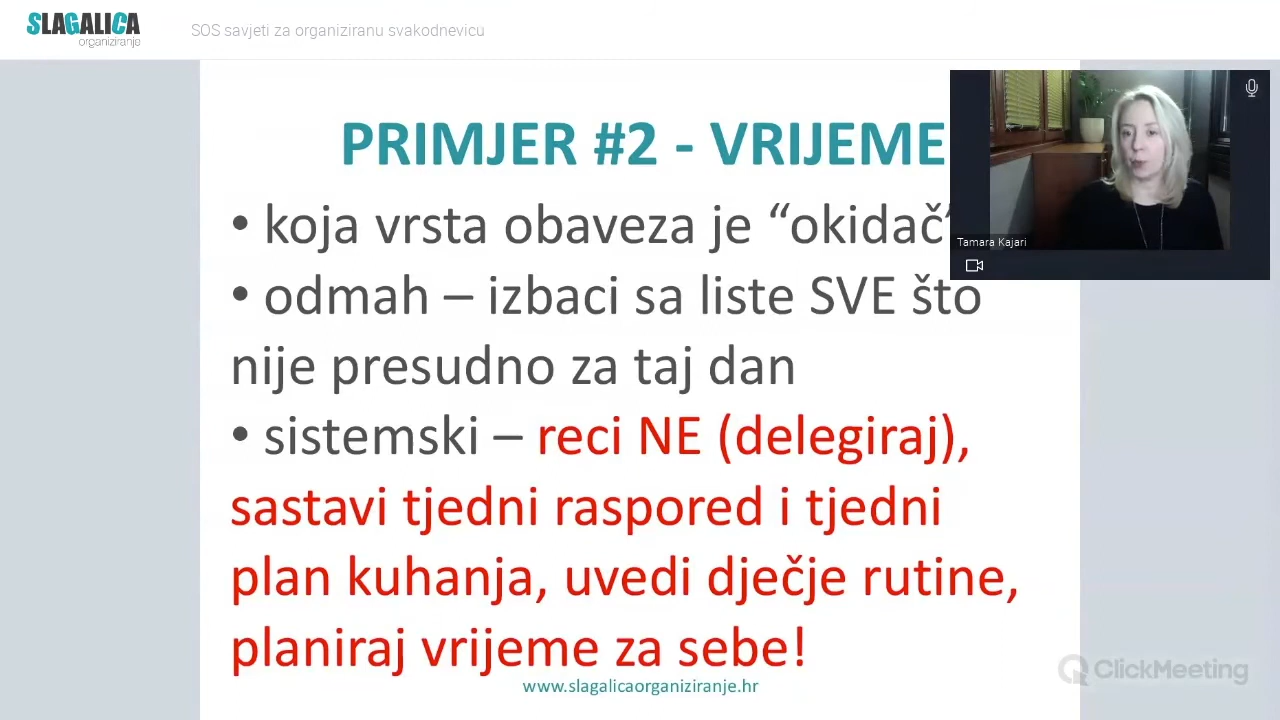 SLAGALICA
organiziranje
SOS savjeti za organiziranu svakodnevicu
PRIMJER #2 - VRIJEME
• koja vrsta obaveza je “okidač”
• odmah – izbaci sa liste SVE što
nije presudno za taj dan
• sistemski – reci NE (delegiraj),
sastavi tjedni raspored i tjedni
plan kuhanja, uvedi dječje rutine,
planiraj vrijeme za sebe!
www.slagalicaorganiziranje.hr
Tamara Kajari
ClickMeeting